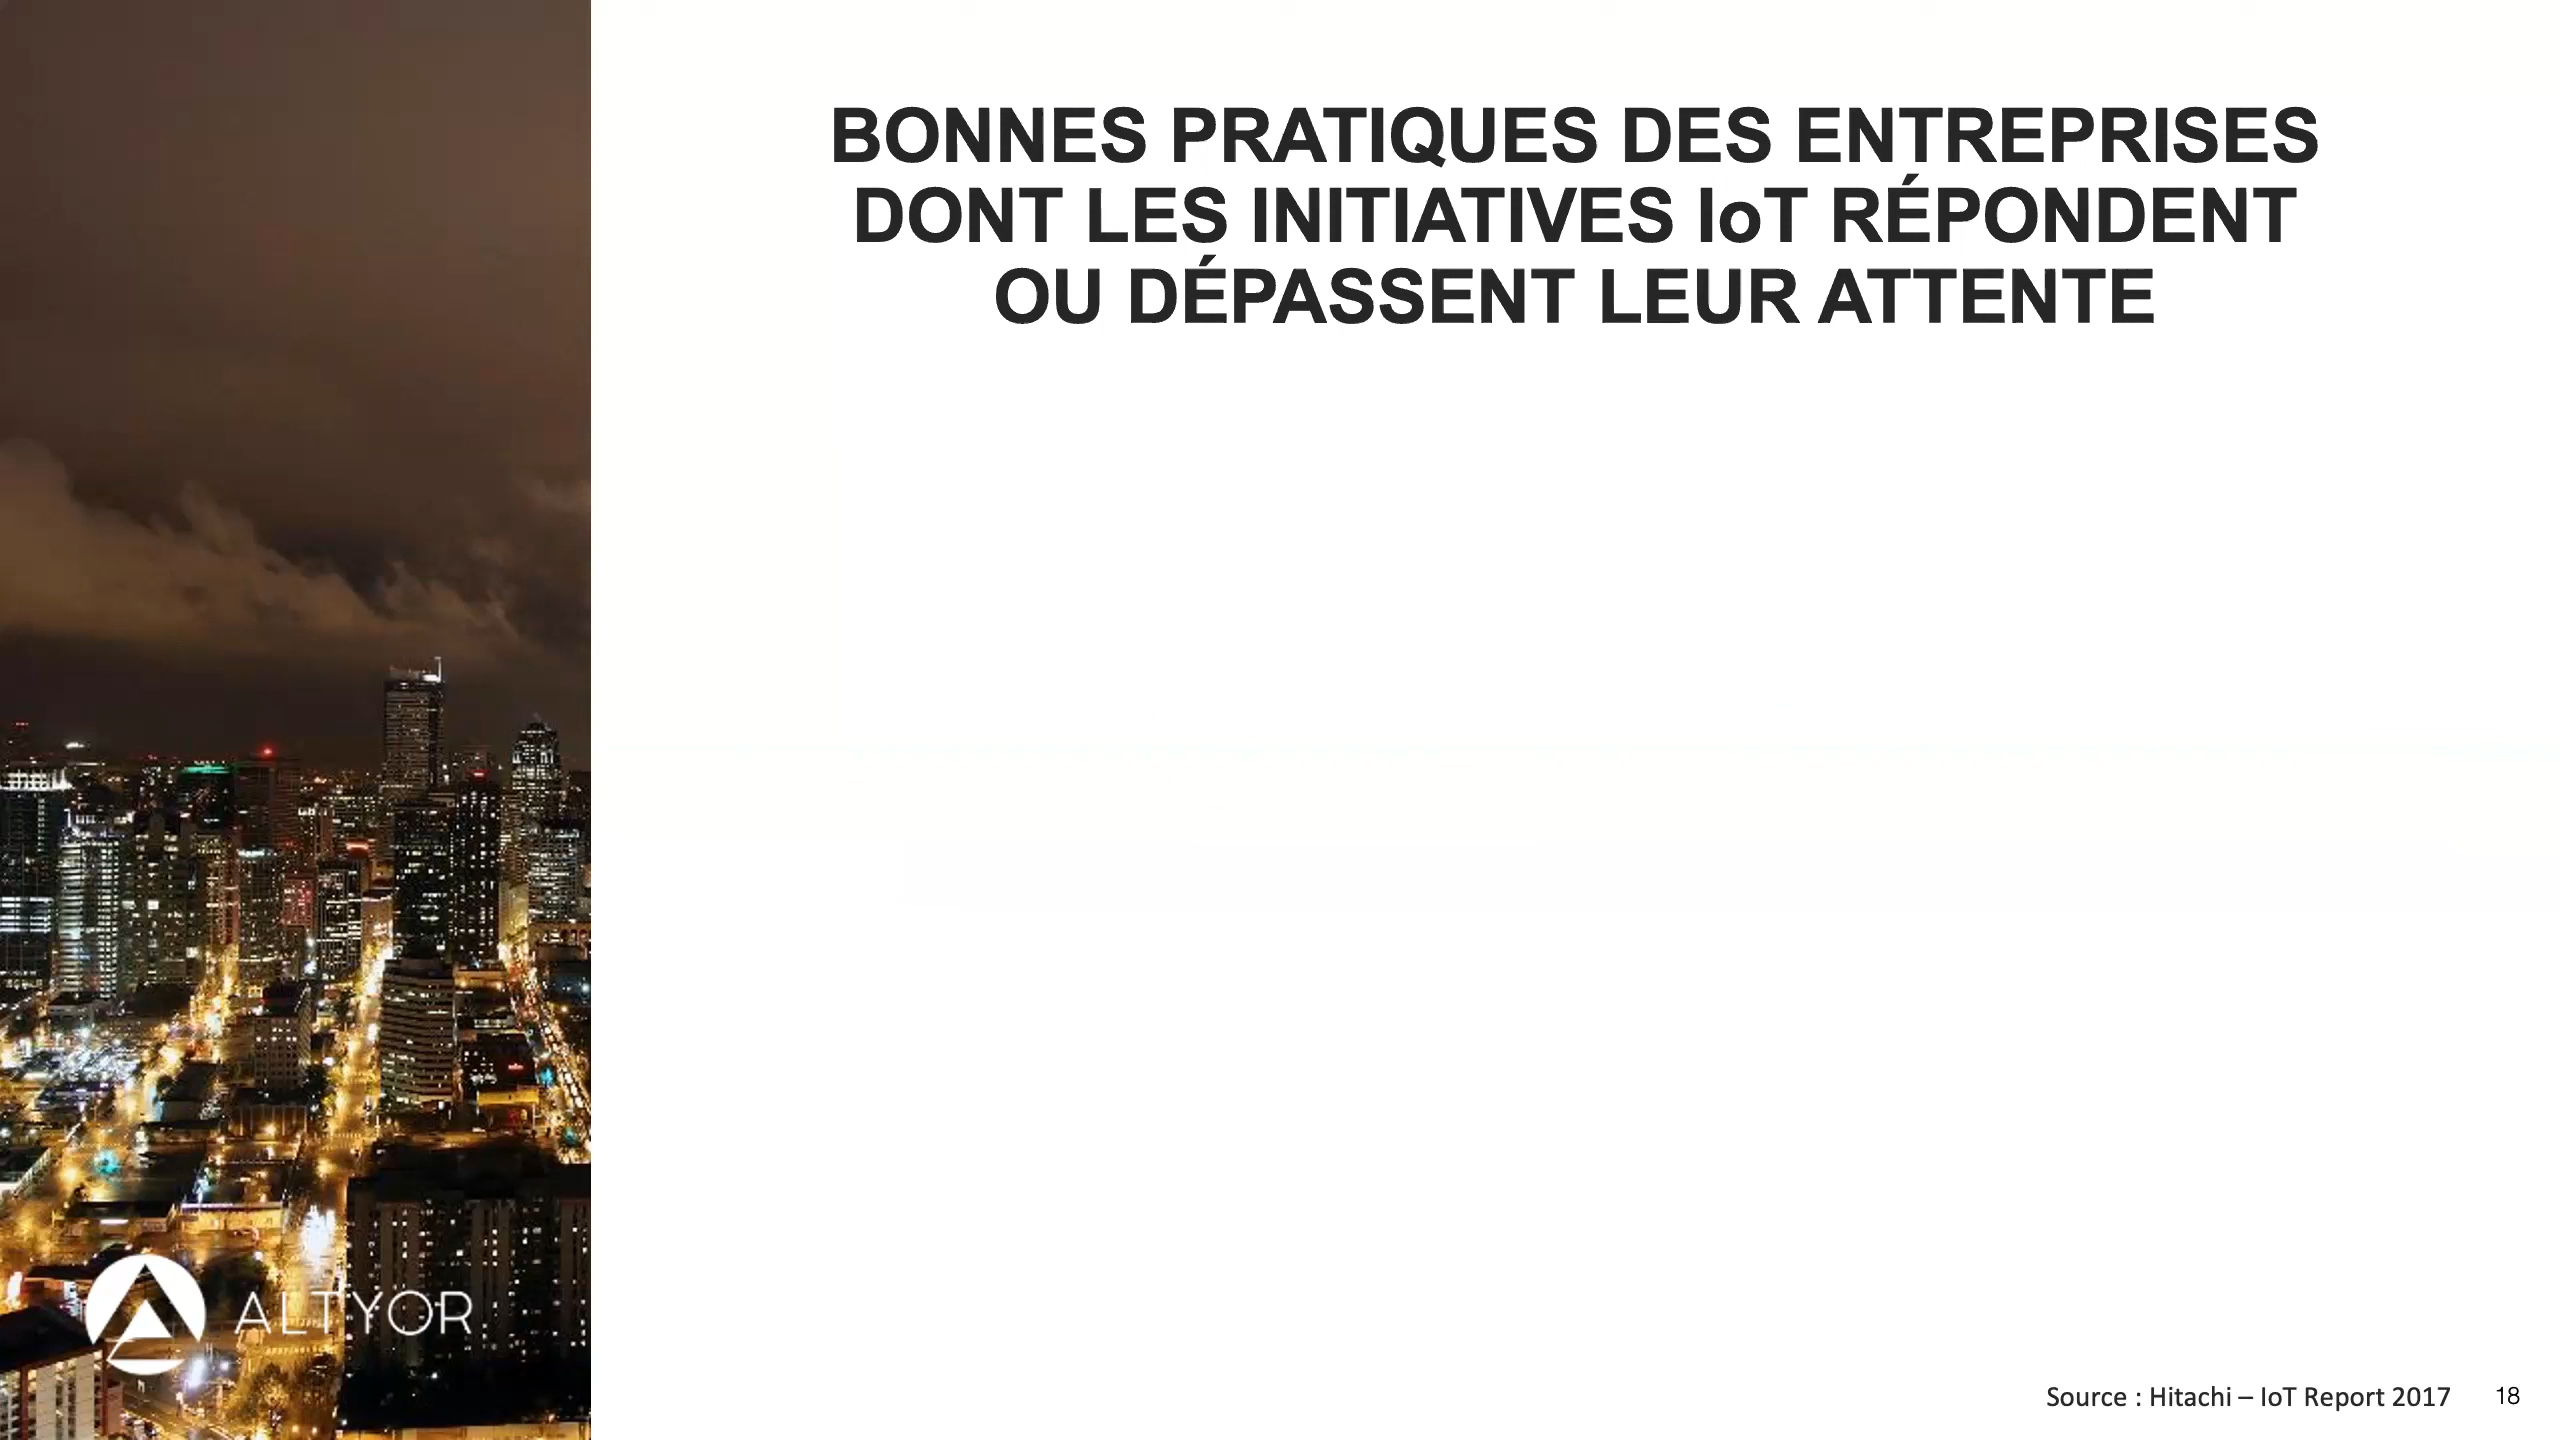 BONNES PRATIQUES DES ENTREPRISES
DONT LES INITIATIVES IoT RÉPONDENT
OU DÉPASSENT LEUR ATTENTE
ALTYOR
Source : Hitachi – IoT Report 2017
18